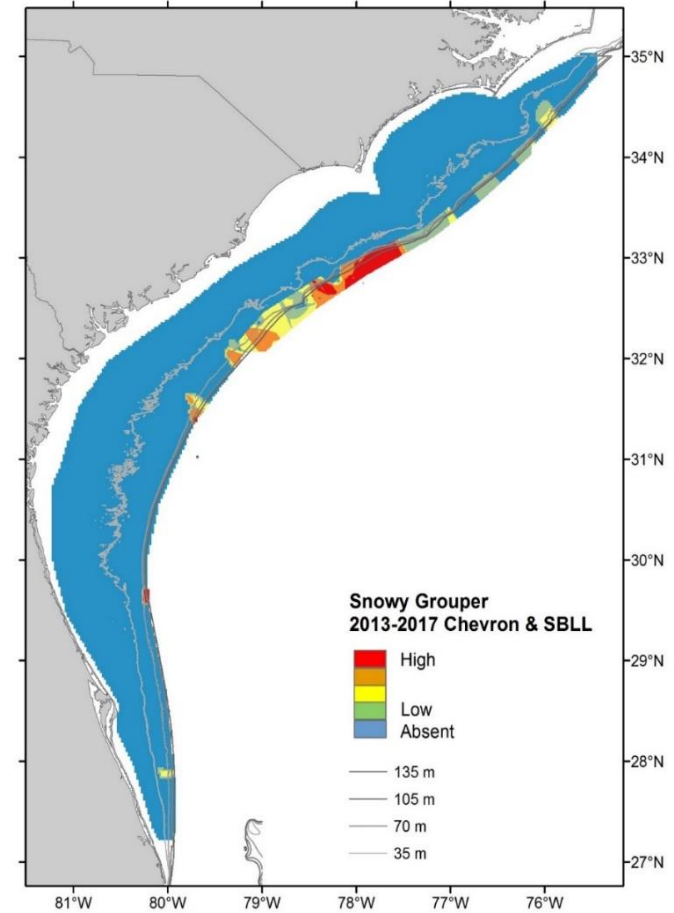 35°N
34°N
33°N
32°N
31°N
30°N
29°N
28°N
27°N
Snowy Grouper
2013-2017 Chevron & SBLL
High
Low
Absent
135 m
105 m
70 m
35 m
81°W 80°W 79°W 78°W 77°W 76°W